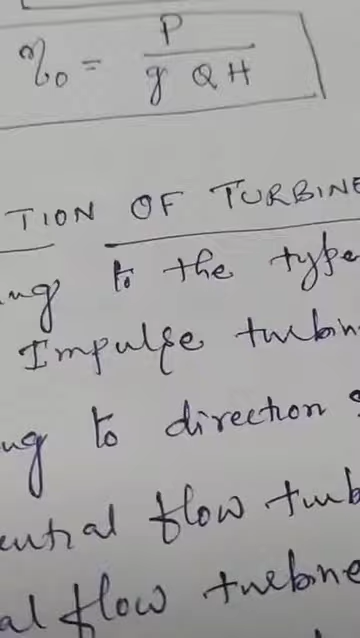 η₀ = P / g Q H
TION OF TURBINE
ng to the type
Impulse turbin
ng to direction
ential flow turb
al flow turbine